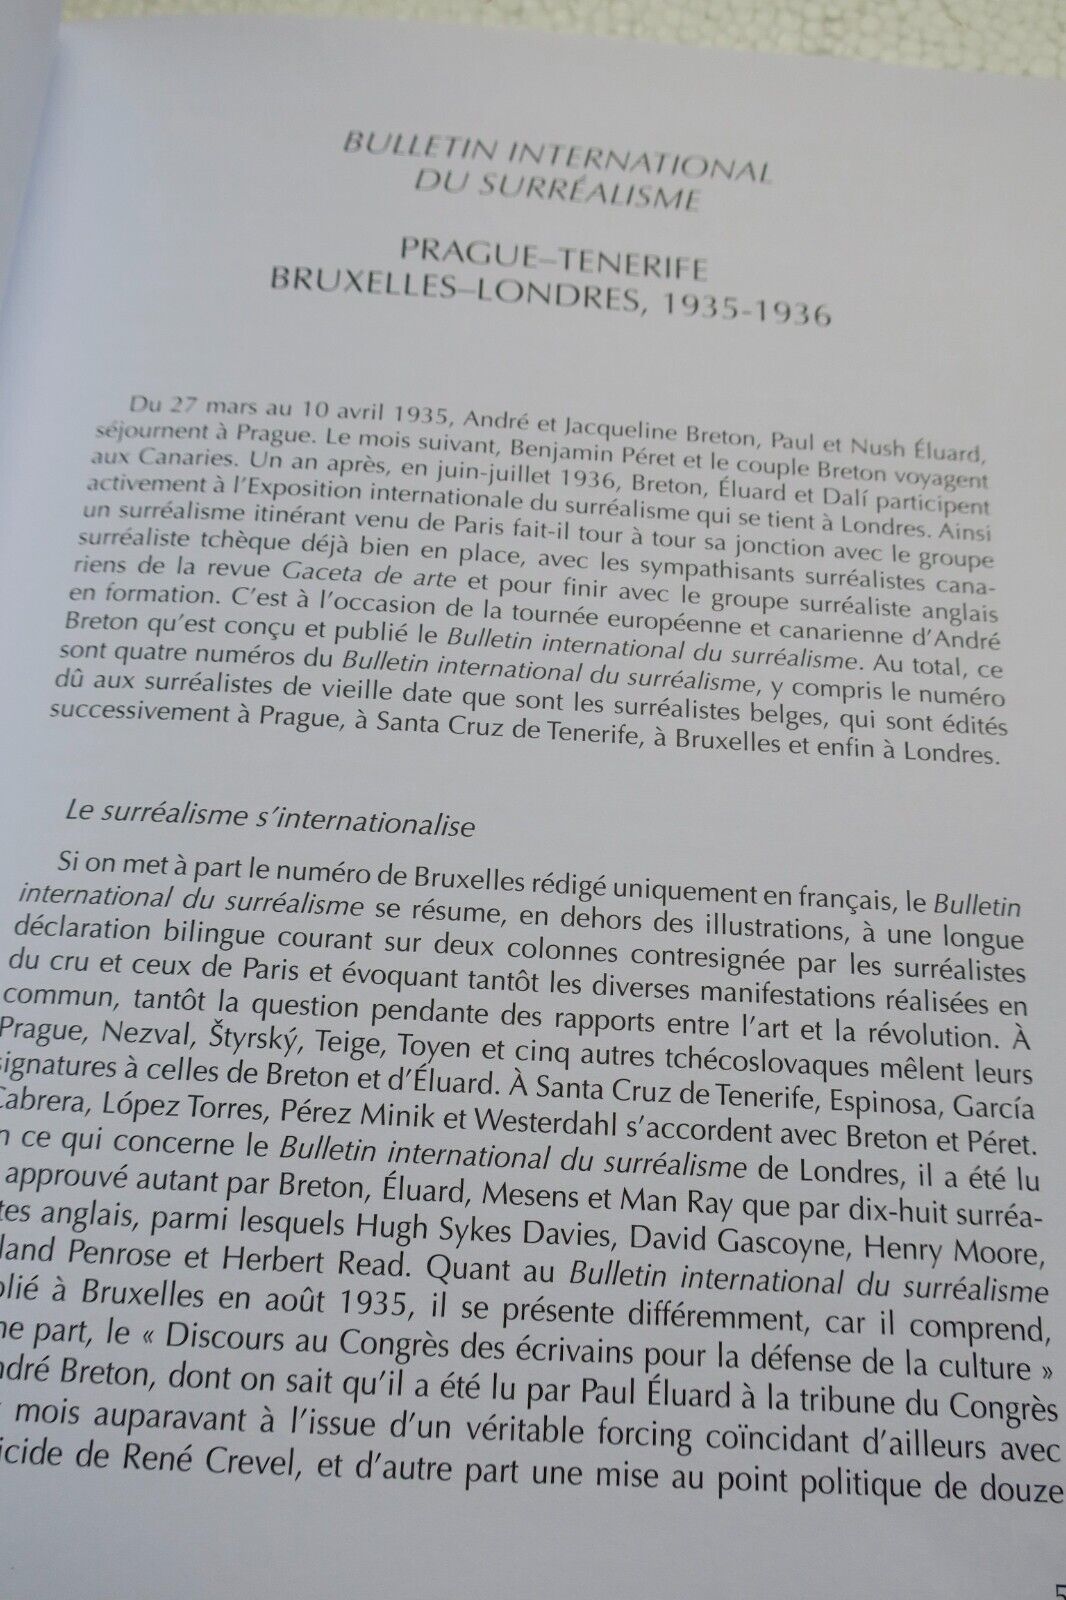 BULLETIN INTERNATIONAL
DU SURRÉALISME
PRAGUE–TENERIFE
BRUXELLES–LONDRES, 1935-1936
Du 27 mars au 10 avril 1935, André et Jacqueline Breton, Paul et Nush Éluard,
séjournent à Prague. Le mois suivant, Benjamin Péret et le couple Breton voyagent
aux Canaries. Un an après, en juin-juillet 1936, Breton, Éluard et Dalí participent
activement à l'Exposition internationale du surréalisme qui se tient à Londres. Ainsi
un surréalisme itinérant venu de Paris fait-il tour à tour sa jonction avec le groupe
surréaliste tchèque déjà bien en place, avec les sympathisants surréalistes cana-
riens de la revue Gaceta de arte et pour finir avec le groupe surréaliste anglais
en formation. C'est à l'occasion de la tournée européenne et canarienne d'André
Breton qu'est conçu et publié le Bulletin international du surréalisme. Au total, ce
sont quatre numéros du Bulletin international du surréalisme, y compris le numéro
dû aux surréalistes de vieille date que sont les surréalistes belges, qui sont édités
successivement à Prague, à Santa Cruz de Tenerife, à Bruxelles et enfin à Londres.
Le surréalisme s'internationalise
Si on met à part le numéro de Bruxelles rédigé uniquement en français, le Bulletin
international du surréalisme se résume, en dehors des illustrations, à une longue
déclaration bilingue courant sur deux colonnes contresignée par les surréalistes
du cru et ceux de Paris et évoquant tantôt les diverses manifestations réalisées en
commun, tantôt la question pendante des rapports entre l'art et la révolution. À
Prague, Nezval, Štyrský, Teige, Toyen et cinq autres tchécoslovaques mêlent leurs
signatures à celles de Breton et d'Éluard. À Santa Cruz de Tenerife, Espinosa, García
Cabrera, López Torres, Pérez Minik et Westerdahl s'accordent avec Breton et Péret.
n ce qui concerne le Bulletin international du surréalisme de Londres, il a été lu
approuvé autant par Breton, Éluard, Mesens et Man Ray que par dix-huit surréa-
tes anglais, parmi lesquels Hugh Sykes Davies, David Gascoyne, Henry Moore,
land Penrose et Herbert Read. Quant au Bulletin international du surréalisme
blié à Bruxelles en août 1935, il se présente différemment, car il comprend,
ne part, le « Discours au Congrès des écrivains pour la défense de la culture »
ndré Breton, dont on sait qu'il a été lu par Paul Éluard à la tribune du Congrès
mois auparavant à l'issue d'un véritable forcing coïncidant d'ailleurs avec
icide de René Crevel, et d'autre part une mise au point politique de douze
5